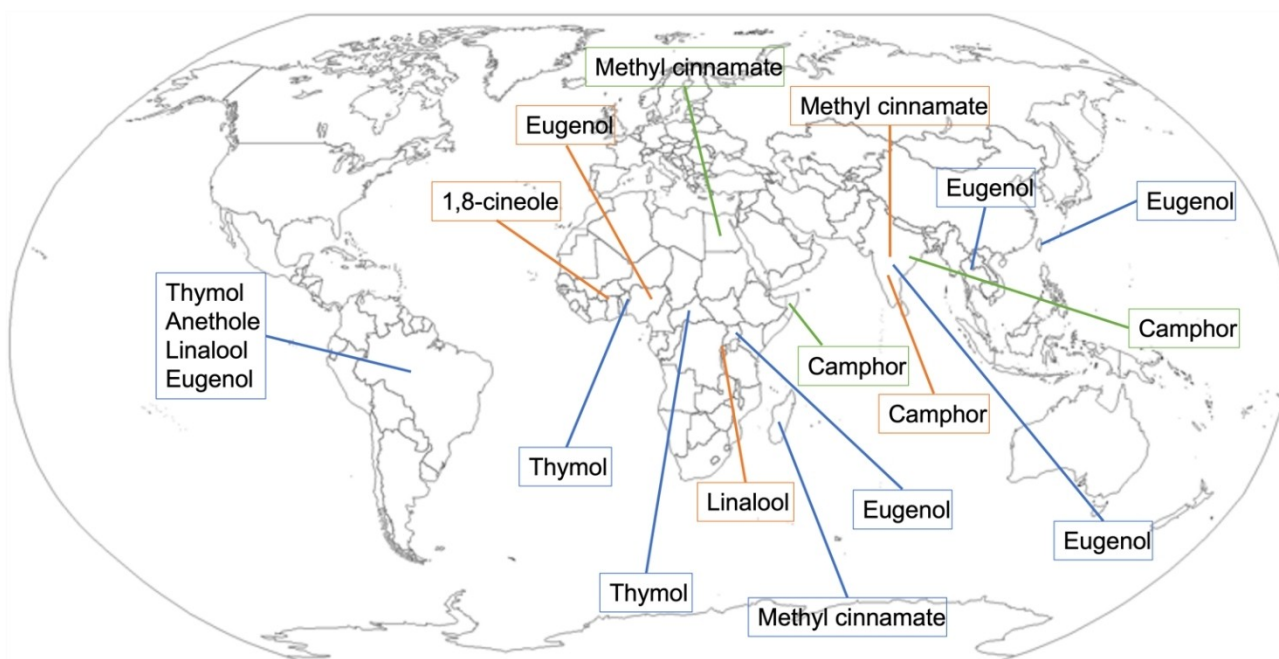 Methyl cinnamate
Methyl cinnamate
Eugenol
Eugenol
Eugenol
1,8-cineole
Thymol
Anethole
Linalool
Eugenol
Camphor
Camphor
Camphor
Thymol
Linalool
Eugenol
Eugenol
Thymol
Methyl cinnamate